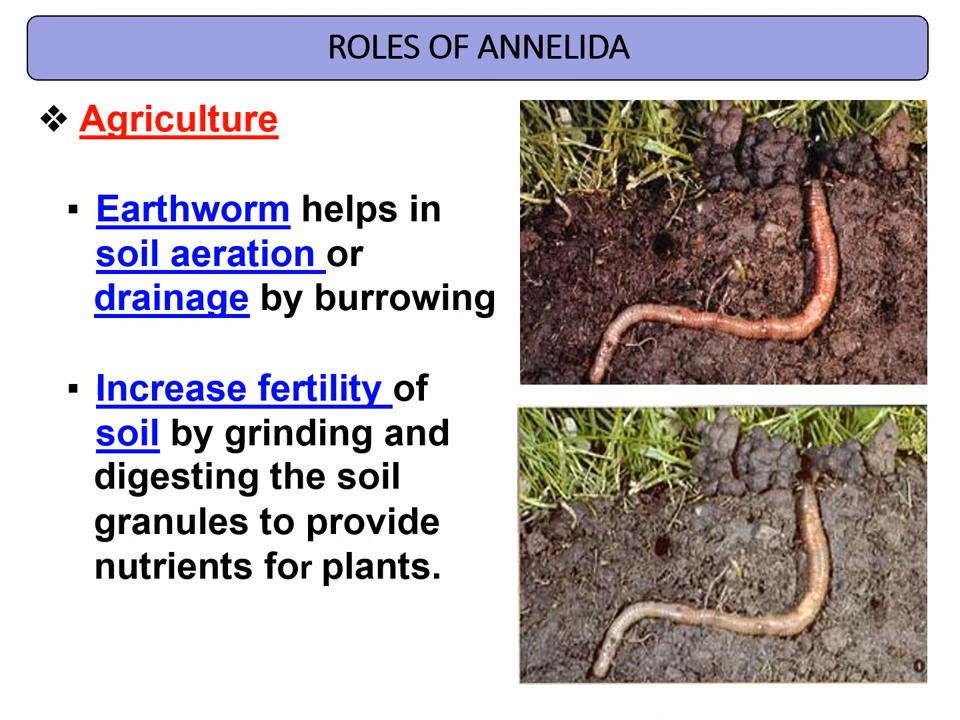 ROLES OF ANNELIDA
❖ Agriculture
▪ Earthworm helps in
soil aeration or
drainage by burrowing
▪ Increase fertility of
soil by grinding and
digesting the soil
granules to provide
nutrients for plants.